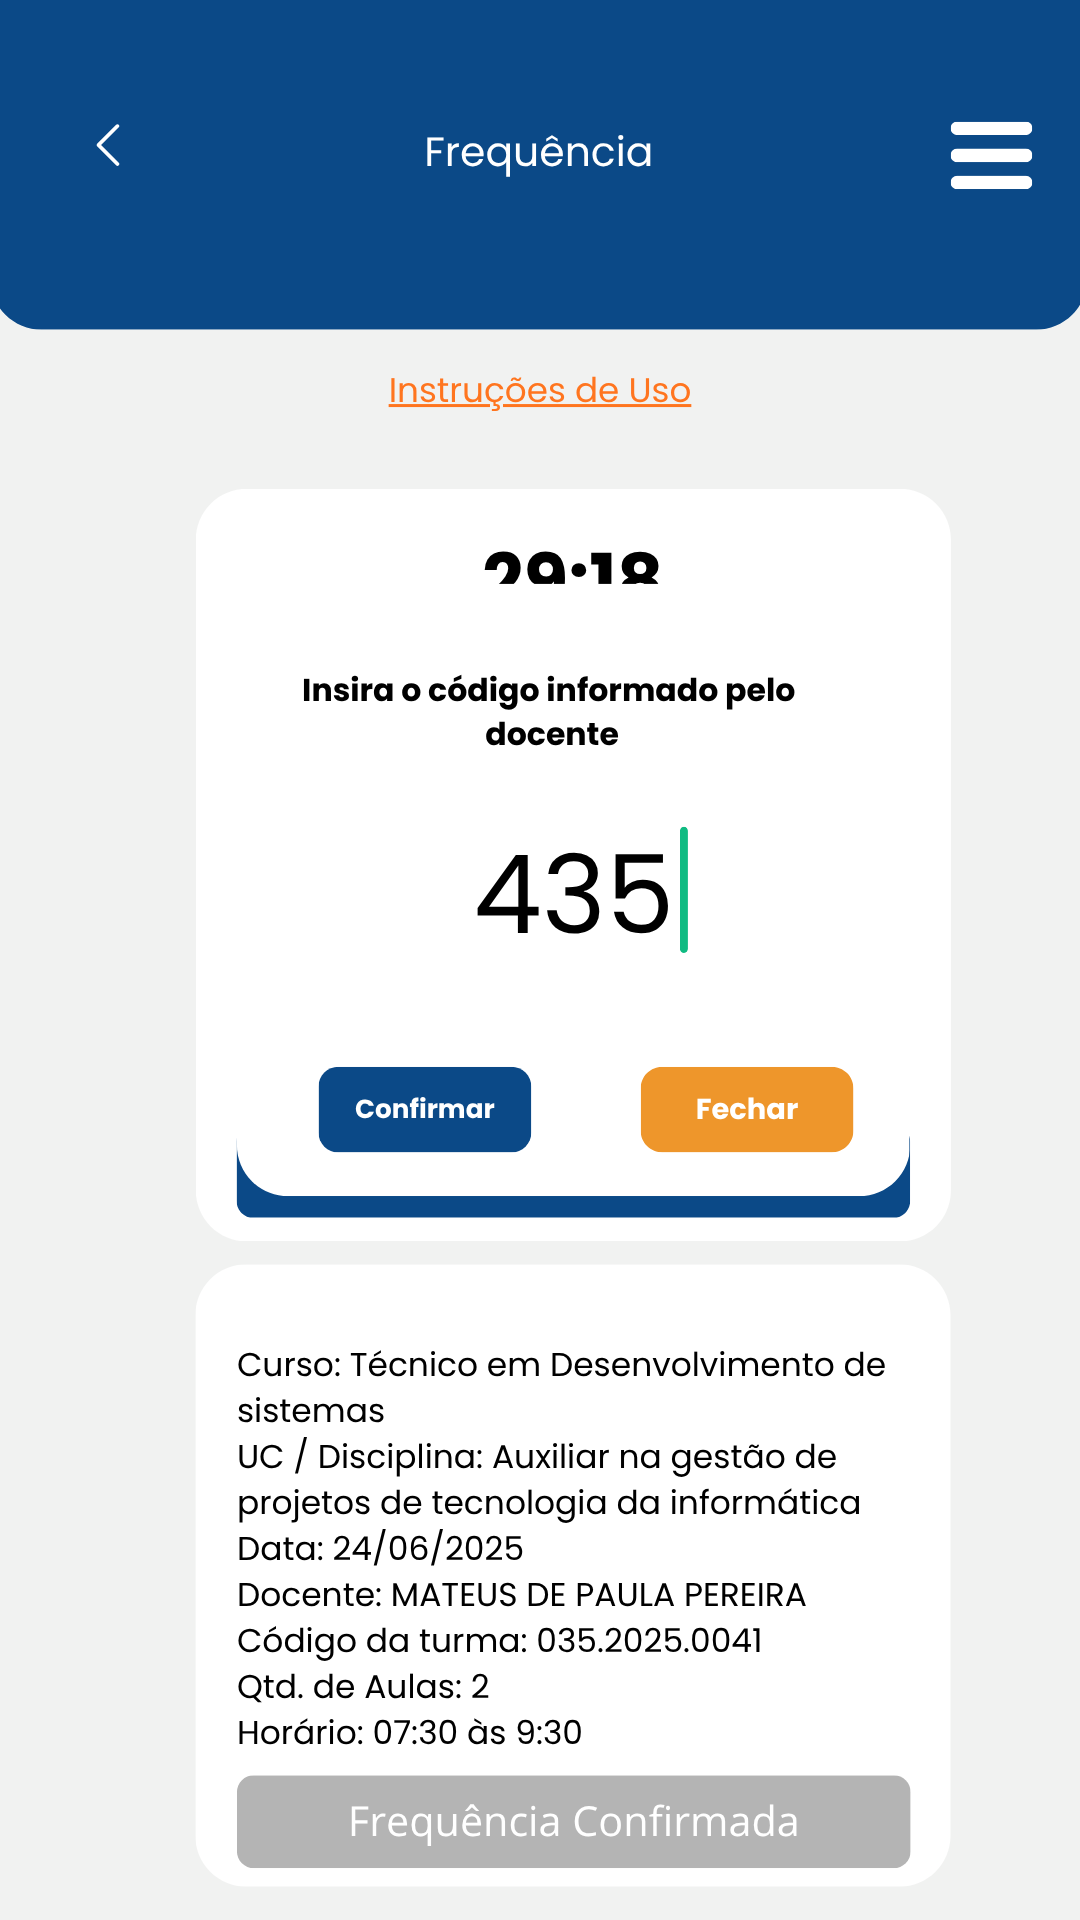 Frequência
Instruções de Uso
29:18
Insira o código informado pelo
docente
435
Confirmar
Fechar
Curso: Técnico em Desenvolvimento de
sistemas
UC / Disciplina: Auxiliar na gestão de
projetos de tecnologia da informática
Data: 24/06/2025
Docente: MATEUS DE PAULA PEREIRA
Código da turma: 035.2025.0041
Qtd. de Aulas: 2
Horário: 07:30 às 9:30
Frequência Confirmada